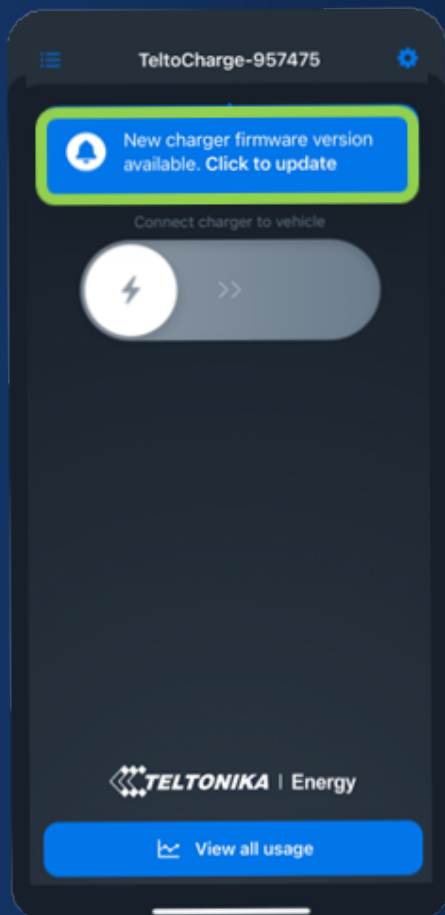 TeltoCharge-957475
New charger firmware version
available. Click to update
Connect charger to vehicle
TELTONIKA | Energy
View all usage